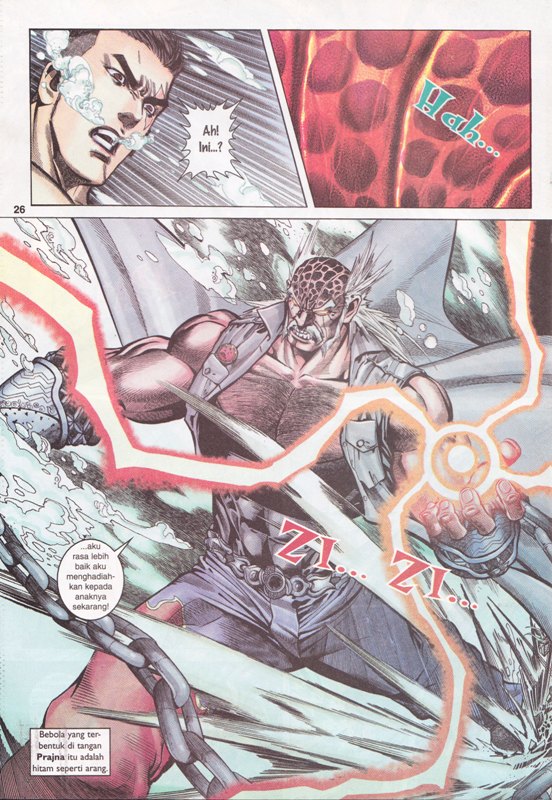 Ah!
Ini...?
Hah...
26
ZI... ZI...
...aku
rasa lebih
baik aku
menghadiah-
kan kepada
anaknya
sekarang!
Bebola yang ter-
bentuk di tangan
Prajna itu adalah
hitam seperti arang.